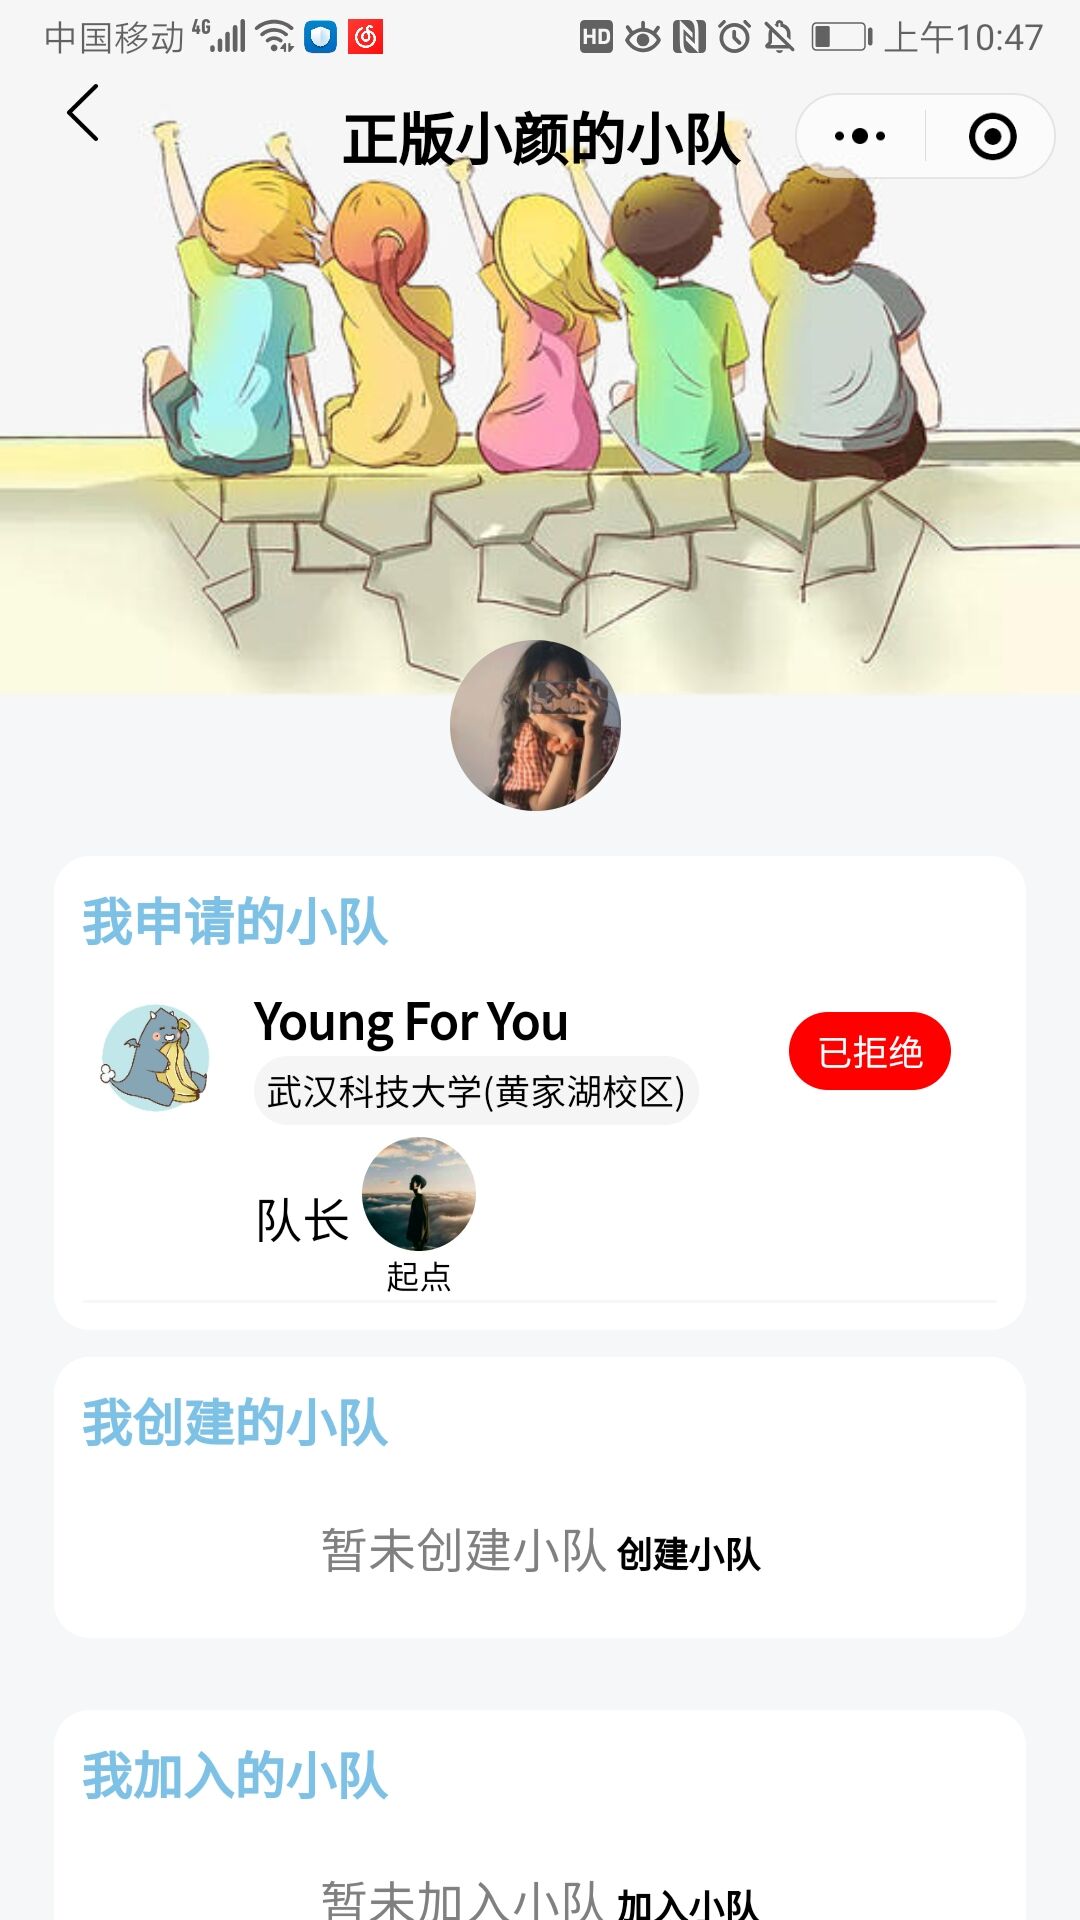 中国移动 4G HD 上午10:47
正版小颜的小队
我申请的小队
Young For You
已拒绝
武汉科技大学(黄家湖校区)
队长
起点
我创建的小队
暂未创建小队 创建小队
我加入的小队
暂未加入小队 加入小队